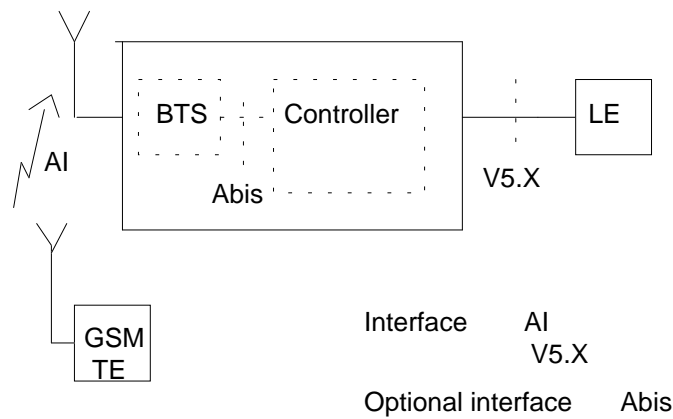 BTS
Controller
LE
AI
Abis
V5.X
GSM
TE
Interface AI
V5.X
Optional interface Abis